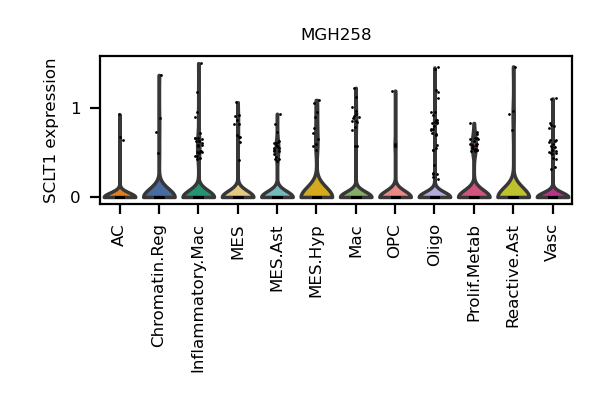 MGH258
SCLT1 expression
1
0
AC
Chromatin.Reg
Inflammatory.Mac
MES
MES.Ast
MES.Hyp
Mac
OPC
Oligo
Prolif.Metab
Reactive.Ast
Vasc